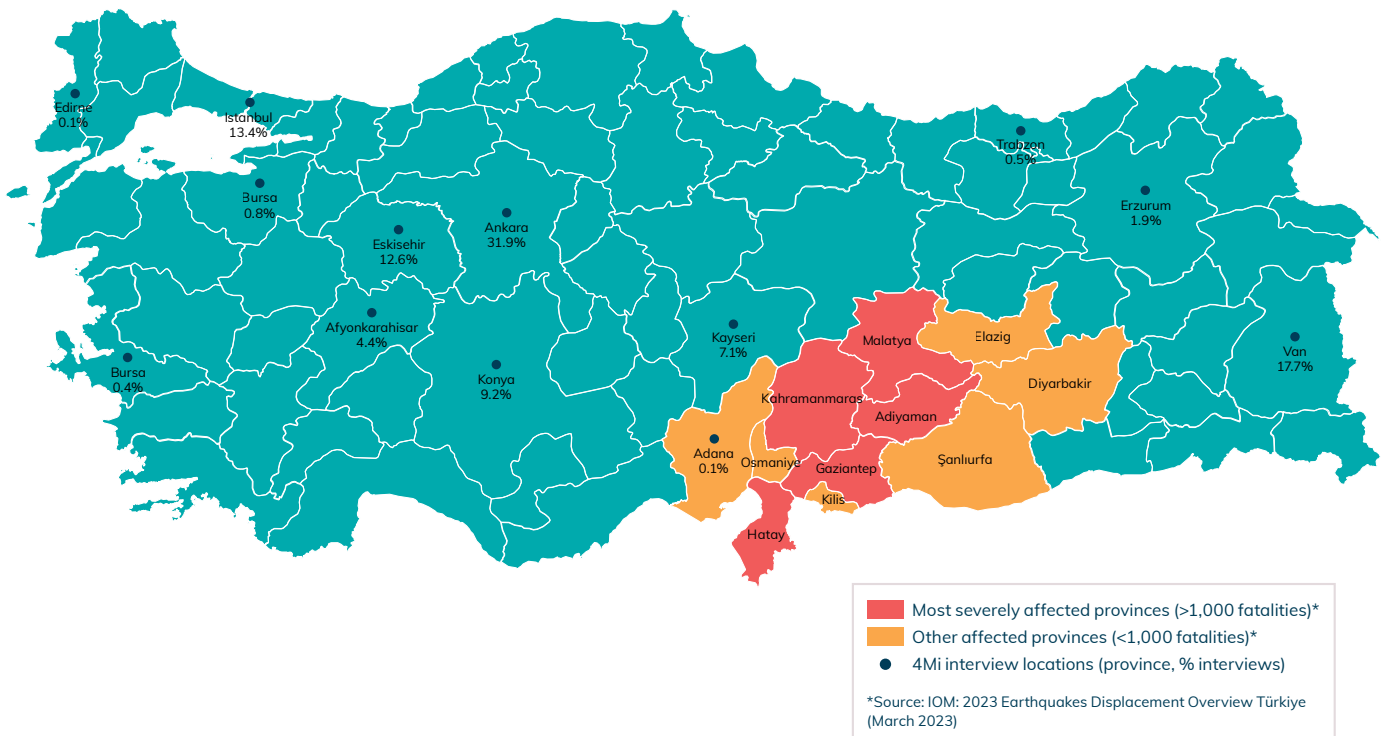 Edirne
0.1%
Istanbul
13.4%
Trabzon
0.5%
Bursa
0.8%
Erzurum
1.9%
Ankara
31.9%
Eskisehir
12.6%
Afyonkarahisar
4.4%
Kayseri
7.1%
Malatya
Elazig
Van
17.7%
Bursa
0.4%
Konya
9.2%
Diyarbakir
Kahramanmaraş
Adiyaman
Adana
0.1%
Osmaniye
Gaziantep
Şanlıurfa
Kilis
Hatay
Most severely affected provinces (>1,000 fatalities)*
Other affected provinces (<1,000 fatalities)*
4Mi interview locations (province, % interviews)
*Source: IOM: 2023 Earthquakes Displacement Overview Türkiye
(March 2023)